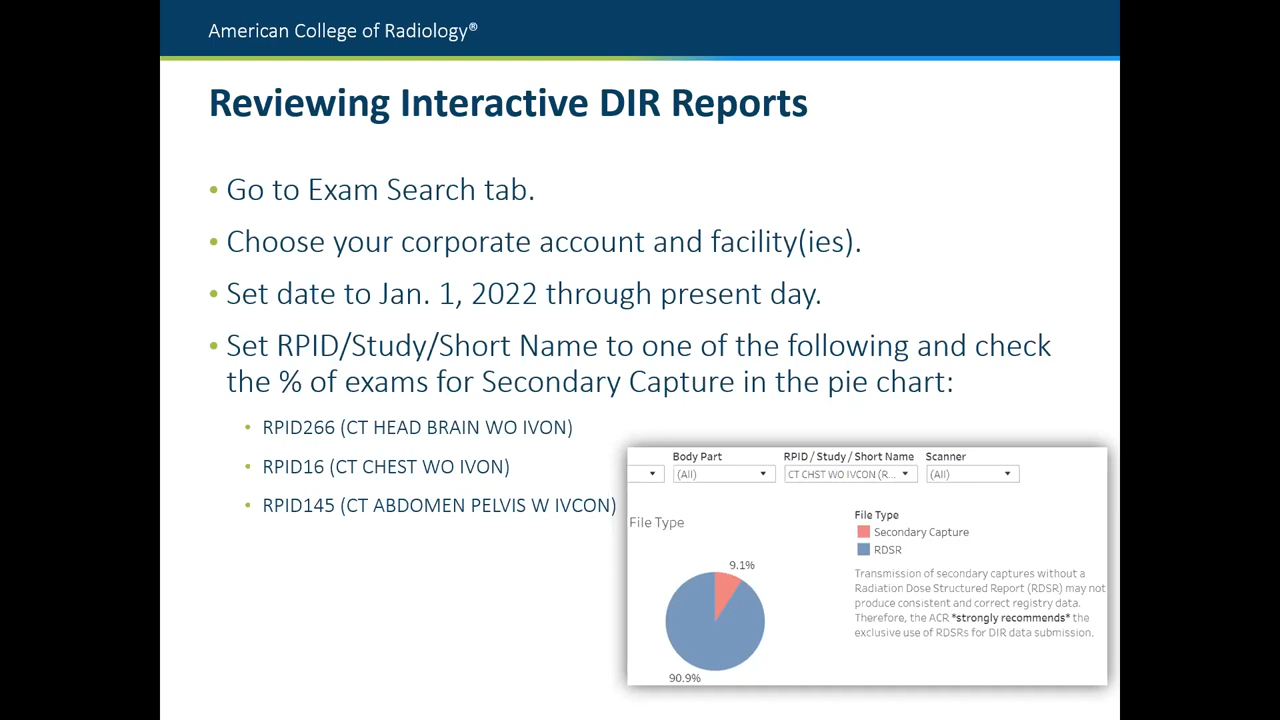 American College of Radiology®
Reviewing Interactive DIR Reports
• Go to Exam Search tab.
• Choose your corporate account and facility(ies).
• Set date to Jan. 1, 2022 through present day.
• Set RPID/Study/Short Name to one of the following and check
the % of exams for Secondary Capture in the pie chart:
• RPID266 (CT HEAD BRAIN WO IVON)
• RPID16 (CT CHEST WO IVON)
• RPID145 (CT ABDOMEN PELVIS W IVCON)
Body Part RPID / Study / Short Name Scanner
(All) CT CHST WO IVCON (R... (All)
File Type
9.1%
90.9%
File Type
Secondary Capture
RDSR
Transmission of secondary captures without a
Radiation Dose Structured Report (RDSR) may not
produce consistent and correct registry data.
Therefore, the ACR *strongly recommends* the
exclusive use of RDSRs for DIR data submission.